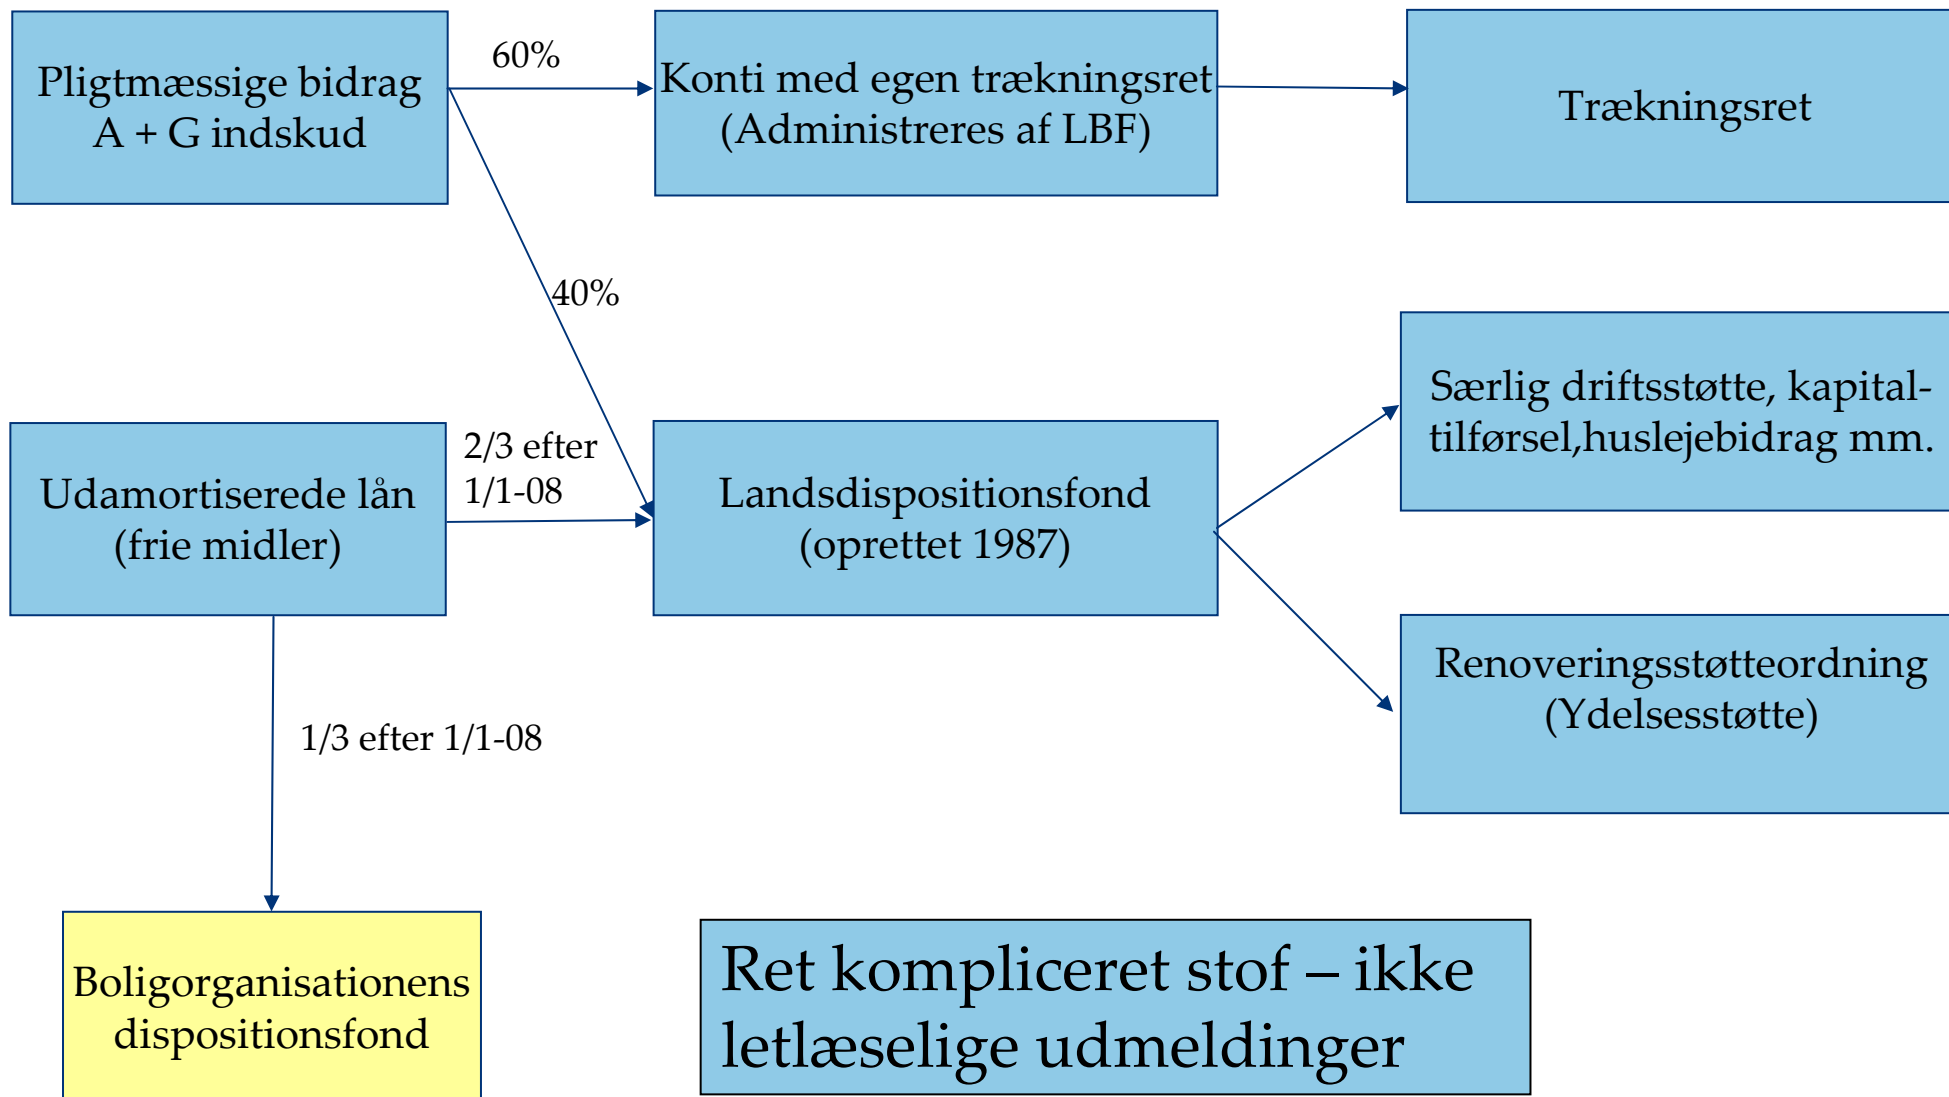 Pligtmæssige bidrag
A + G indskud
60%
Konti med egen trækningsret
(Administreres af LBF)
Trækningsret
40%
Særlig driftsstøtte, kapital-
tilførsel,huslejebidrag mm.
Udamortiserede lån
(frie midler)
2/3 efter
1/1-08
Landsdispositionsfond
(oprettet 1987)
Renoveringsstøtteordning
(Ydelsesstøtte)
1/3 efter 1/1-08
Boligorganisationens
dispositionsfond
Ret kompliceret stof – ikke
letlæselige udmeldinger